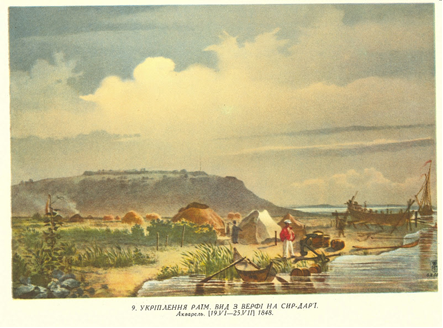 9. УКРІПЛЕННЯ РАЇМ. ВИД З ВЕРФІ НА СИР-ДАР'Ї.
Акварель. [19.VI—25.VII] 1848.